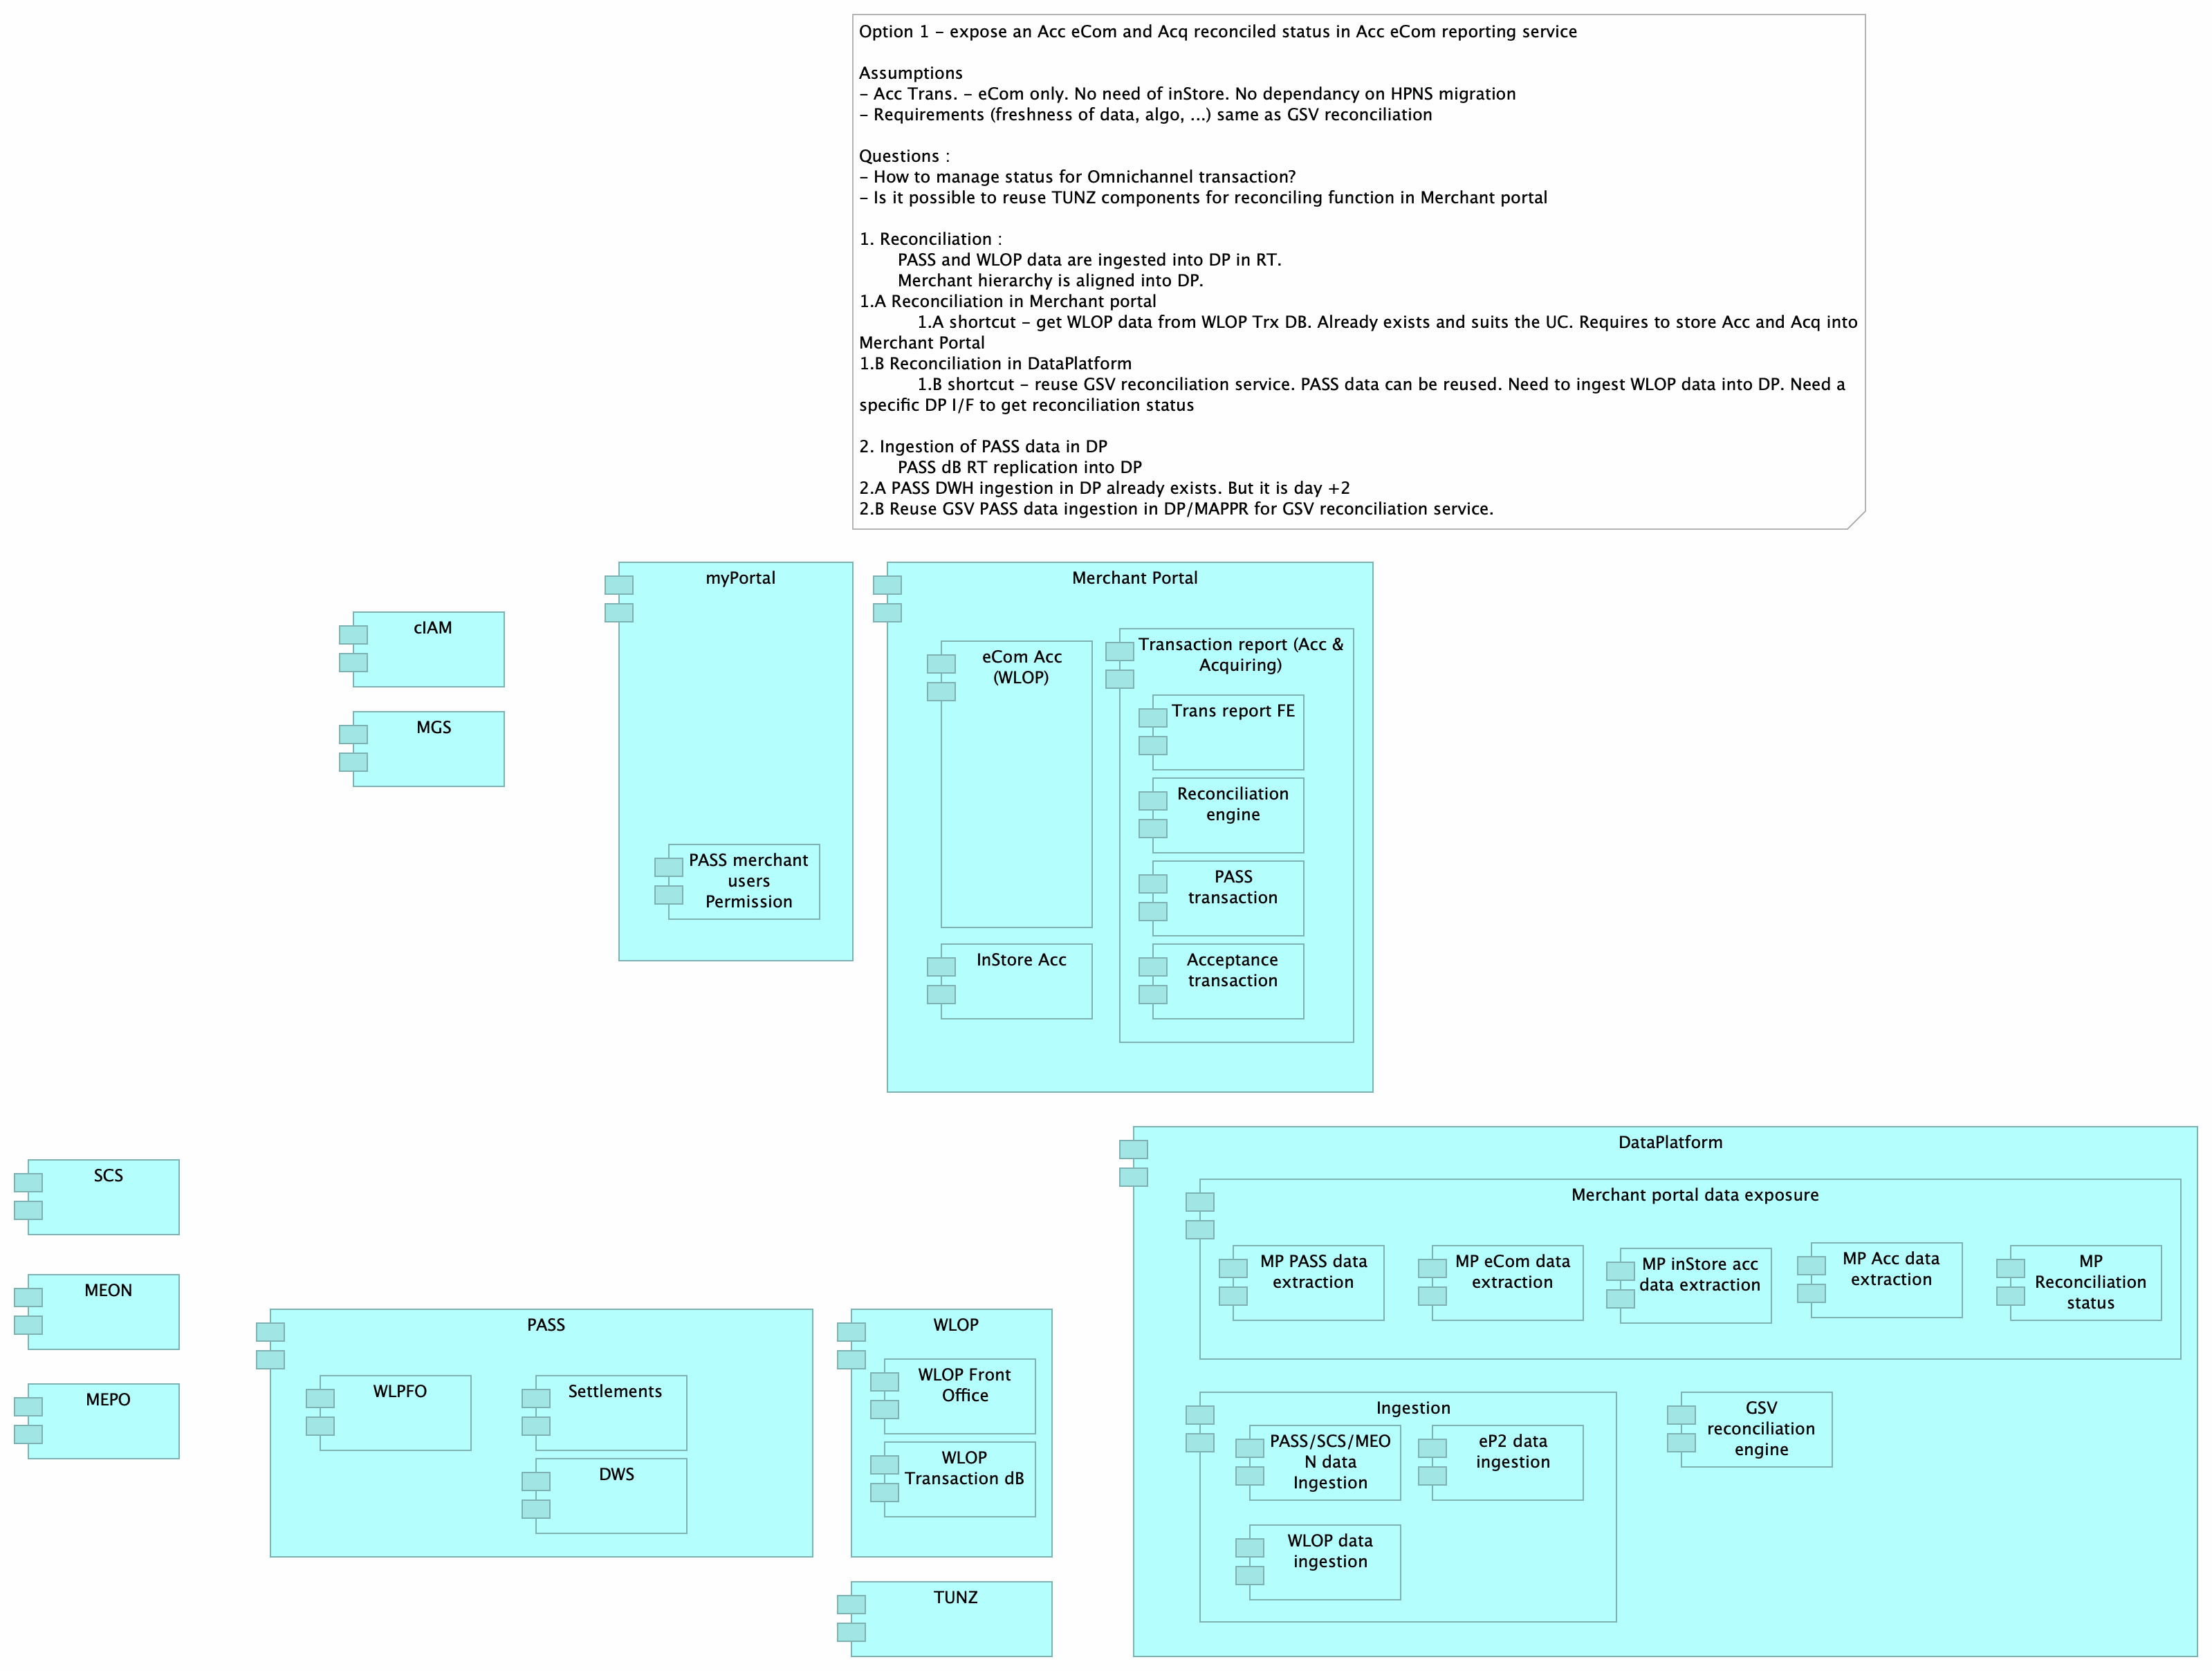 Option 1 - expose an Acc eCom and Acq reconciled status in Acc eCom reporting service
Assumptions
- Acc Trans. - eCom only. No need of inStore. No dependancy on HPNS migration
- Requirements (freshness of data, algo, ...) same as GSV reconciliation
Questions :
- How to manage status for Omnichannel transaction?
- Is it possible to reuse TUNZ components for reconciling function in Merchant portal
1. Reconciliation :
PASS and WLOP data are ingested into DP in RT.
Merchant hierarchy is aligned into DP.
1.A Reconciliation in Merchant portal
1.A shortcut - get WLOP data from WLOP Trx DB. Already exists and suits the UC. Requires to store Acc and Acq into
Merchant Portal
1.B Reconciliation in DataPlatform
1.B shortcut - reuse GSV reconciliation service. PASS data can be reused. Need to ingest WLOP data into DP. Need a
specific DP I/F to get reconciliation status
2. Ingestion of PASS data in DP
PASS dB RT replication into DP
2.A PASS DWH ingestion in DP already exists. But it is day +2
2.B Reuse GSV PASS data ingestion in DP/MAPPR for GSV reconciliation service.
cIAM
MGS
myPortal
PASS merchant
users
Permission
Merchant Portal
eCom Acc
(WLOP)
InStore Acc
Transaction report (Acc &
Acquiring)
Trans report FE
Reconciliation
engine
PASS
transaction
Acceptance
transaction
SCS
MEON
MEPO
PASS
WLPFO
Settlements
DWS
WLOP
WLOP Front
Office
WLOP
Transaction dB
TUNZ
DataPlatform
Merchant portal data exposure
MP PASS data
extraction
MP eCom data
extraction
MP inStore acc
data extraction
MP Acc data
extraction
MP
Reconciliation
status
Ingestion
PASS/SCS/MEO
N data
Ingestion
eP2 data
ingestion
WLOP data
ingestion
GSV
reconciliation
engine